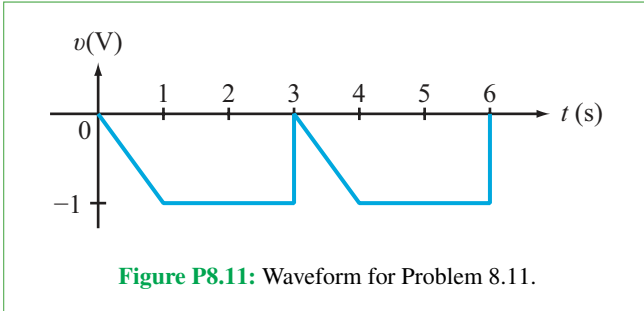 υ(V)
1 2 3 4 5 6
t (s)
0
−1
Figure P8.11: Waveform for Problem 8.11.